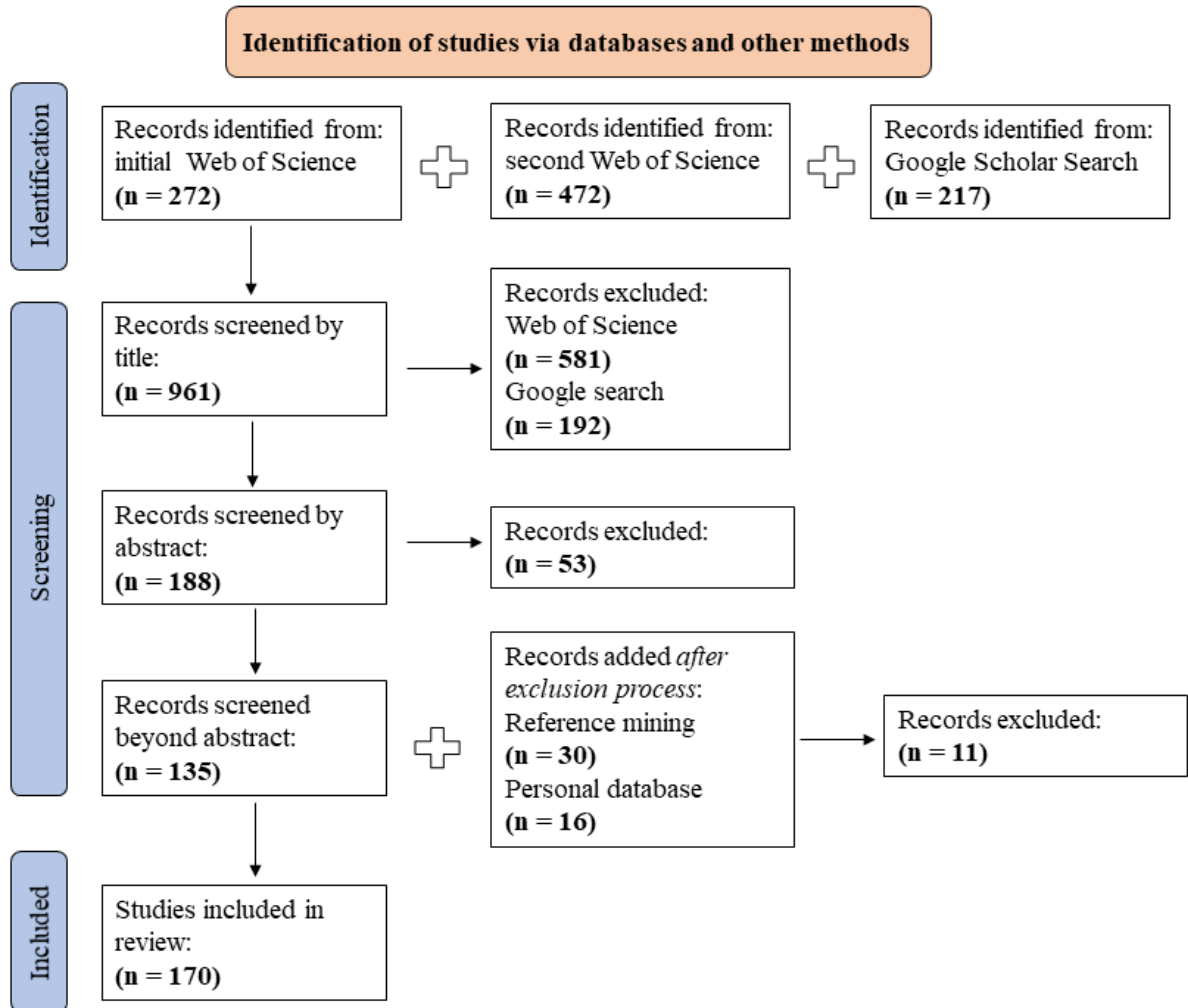 Identification of studies via databases and other methods
Identification
Records identified from:
initial Web of Science
(n = 272)
Records identified from:
second Web of Science
(n = 472)
Records identified from:
Google Scholar Search
(n = 217)
Screening
Records screened by
title:
(n = 961)
Records excluded:
Web of Science
(n = 581)
Google search
(n = 192)
Records screened by
abstract:
(n = 188)
Records excluded:
(n = 53)
Records screened
beyond abstract:
(n = 135)
Records added after
exclusion process:
Reference mining
(n = 30)
Personal database
(n = 16)
Records excluded:
(n = 11)
Included
Studies included in
review:
(n = 170)